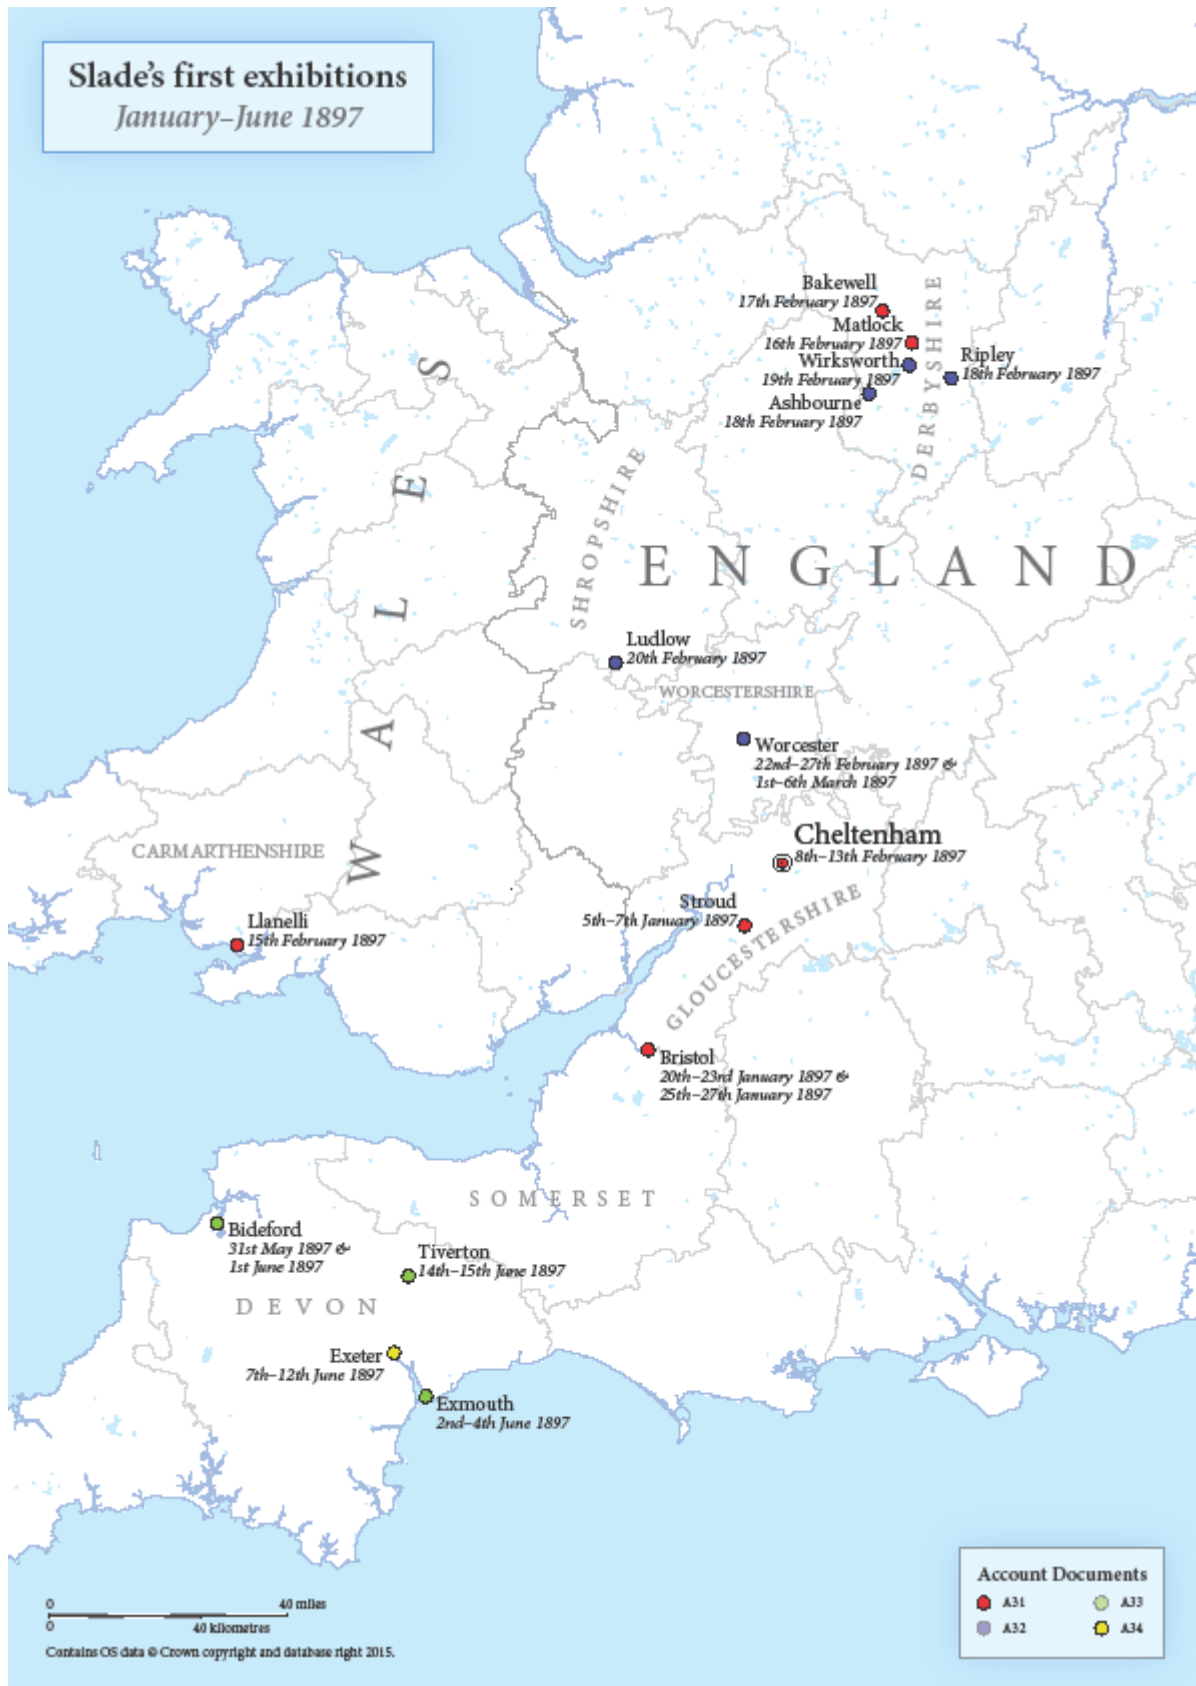 Slade's first exhibitions
January–June 1897
Bakewell
17th February 1897
Matlock
16th February 1897
Wirksworth
19th February 1897
Ripley
18th February 1897
Ashbourne
18th February 1897
DERBYSHIRE
SHROPSHIRE
ENGLAND
WALES
Ludlow
20th February 1897
WORCESTERSHIRE
Worcester
22nd–27th February 1897 &
1st–6th March 1897
Cheltenham
8th–13th February 1897
CARMARTHENSHIRE
Stroud
5th–7th January 1897
GLOUCESTERSHIRE
Llanelli
15th February 1897
Bristol
20th–23rd January 1897 &
25th–27th January 1897
SOMERSET
Bideford
31st May 1897 &
1st June 1897
Tiverton
14th–15th June 1897
DEVON
Exeter
7th–12th June 1897
Exmouth
2nd–4th June 1897
Account Documents
A31 A33
A32 A34
0 40 miles
0 40 kilometres
Contains OS data © Crown copyright and database right 2015.